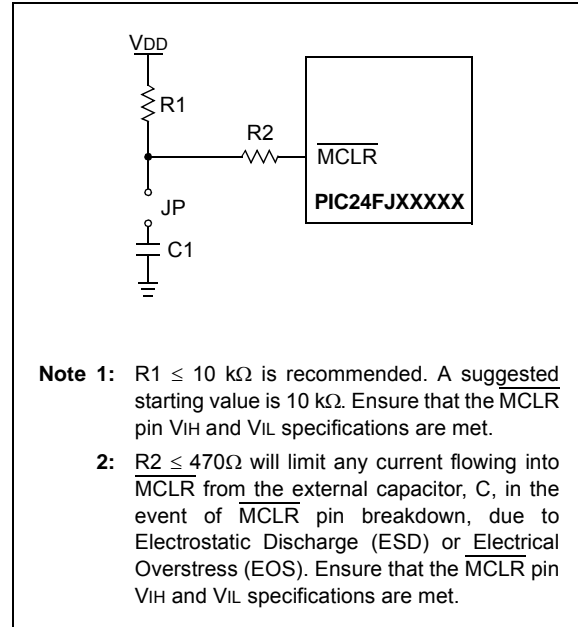 VDD
R1
R2
MCLR
JP
PIC24FJXXXXX
C1
Note 1: R1 ≤ 10 kΩ is recommended. A suggested
starting value is 10 kΩ. Ensure that the MCLR
pin VIH and VIL specifications are met.
2: R2 ≤ 470Ω will limit any current flowing into
MCLR from the external capacitor, C, in the
event of MCLR pin breakdown, due to
Electrostatic Discharge (ESD) or Electrical
Overstress (EOS). Ensure that the MCLR pin
VIH and VIL specifications are met.